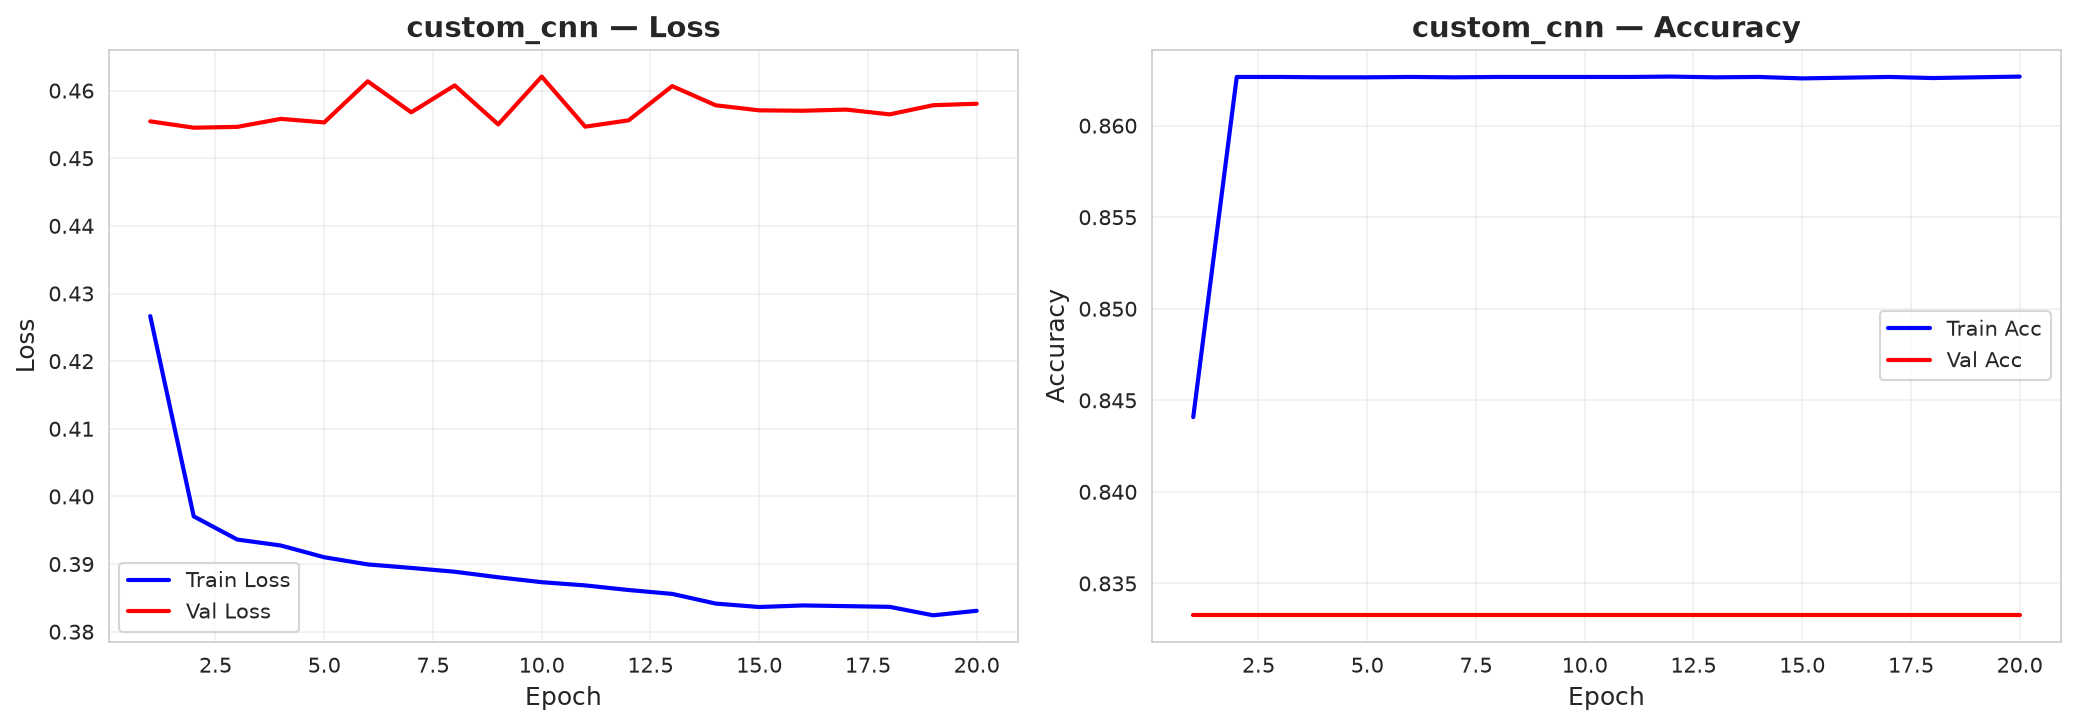 custom_cnn — Loss
Loss
0.46
0.45
0.44
0.43
0.42
0.41
0.40
0.39
0.38
Train Loss
Val Loss
2.5 5.0 7.5 10.0 12.5 15.0 17.5 20.0
Epoch
custom_cnn — Accuracy
Accuracy
0.860
0.855
0.850
0.845
0.840
0.835
Train Acc
Val Acc
2.5 5.0 7.5 10.0 12.5 15.0 17.5 20.0
Epoch